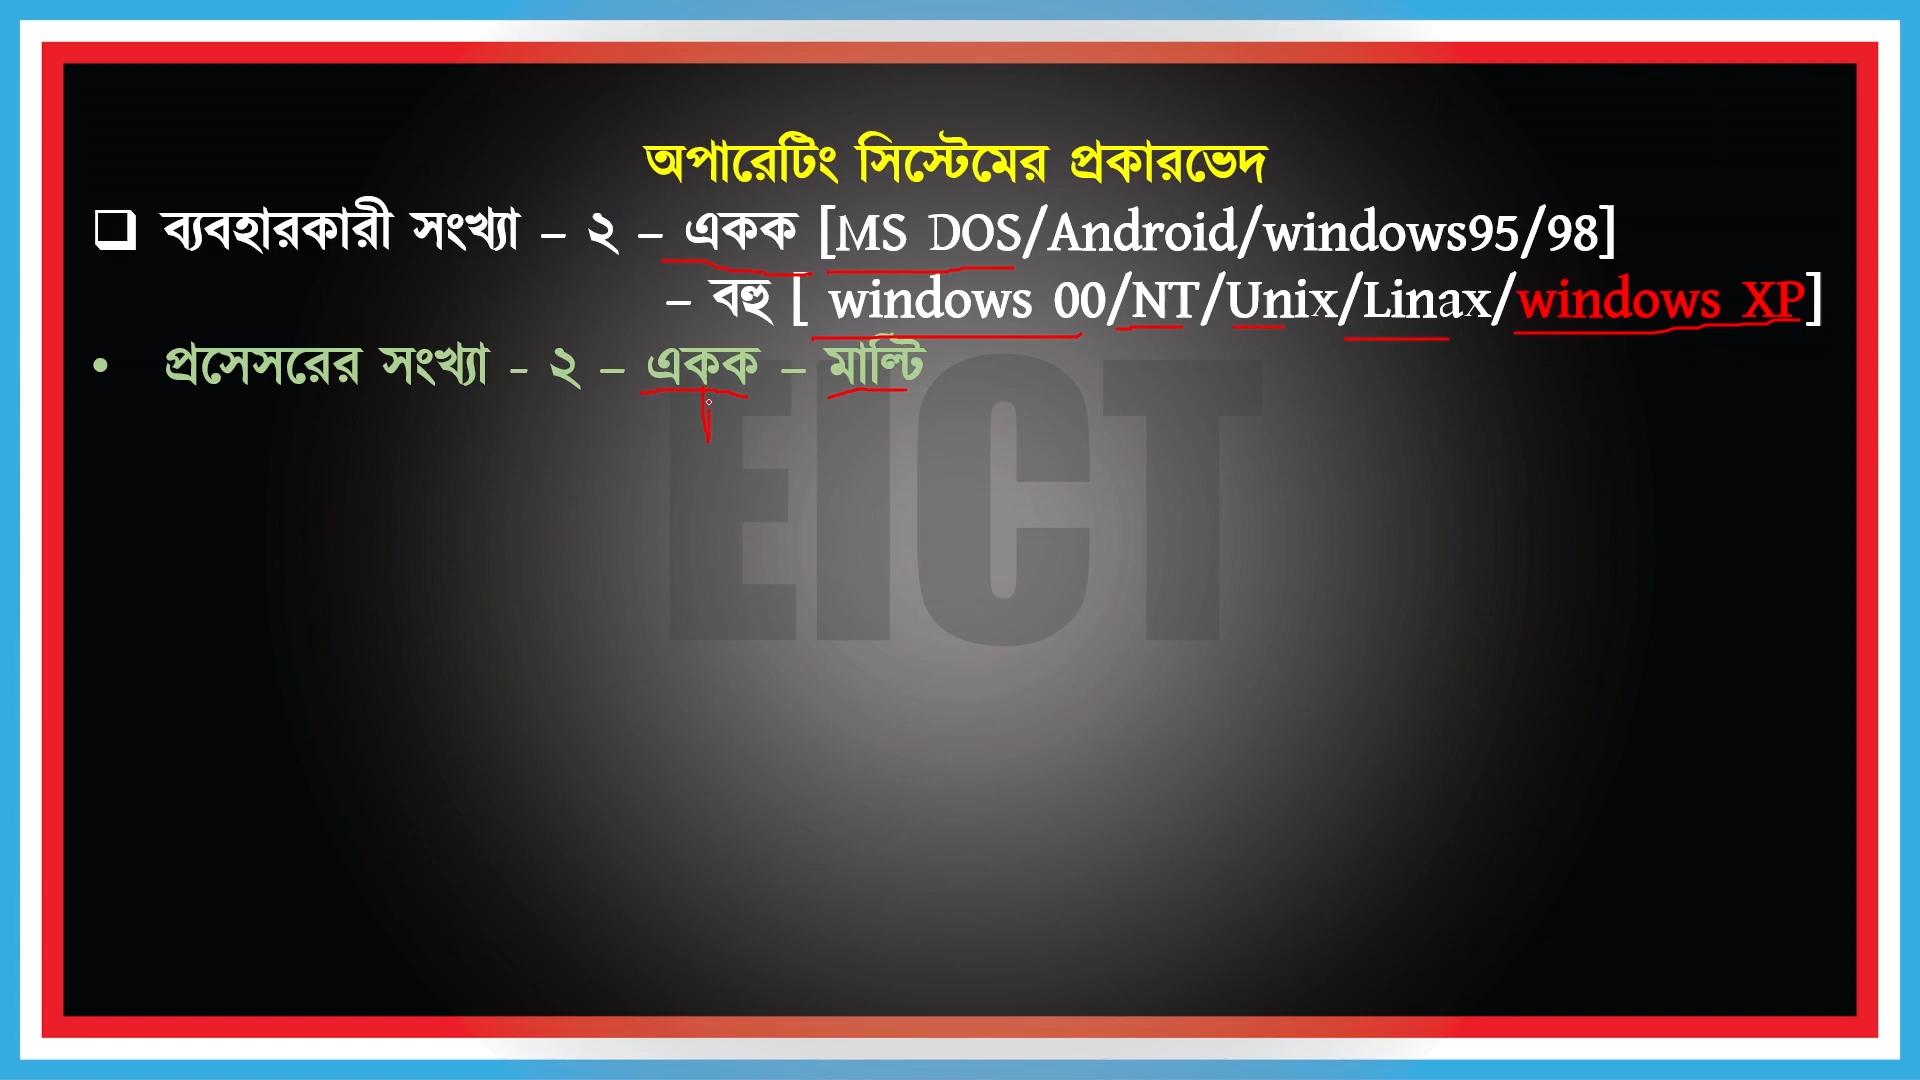 অপারেটিং সিস্টেমের প্রকারভেদ
❑ ব্যবহারকারী সংখ্যা – ২ – একক [MS DOS/Android/windows95/98]
– বহু [ windows 00/NT/Unix/Linax/windows XP]
• প্রসেসরের সংখ্যা - ২ – একক – মাল্টি
EICT